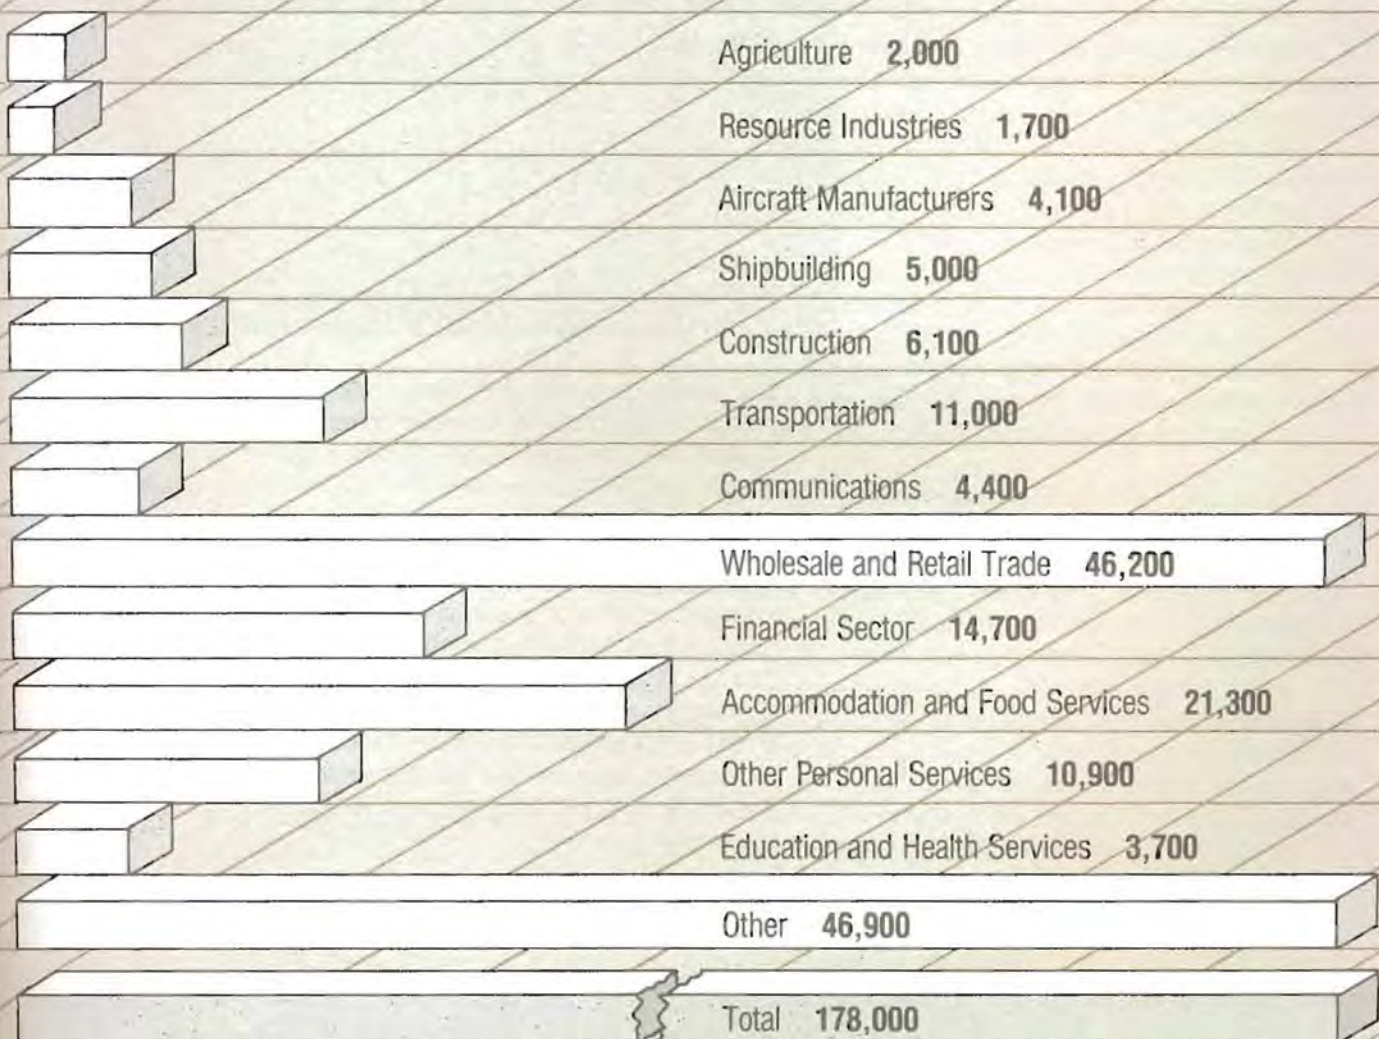 Agriculture 2,000
Resource Industries 1,700
Aircraft Manufacturers 4,100
Shipbuilding 5,000
Construction 6,100
Transportation 11,000
Communications 4,400
Wholesale and Retail Trade 46,200
Financial Sector 14,700
Accommodation and Food Services 21,300
Other Personal Services 10,900
Education and Health Services 3,700
Other 46,900
Total 178,000